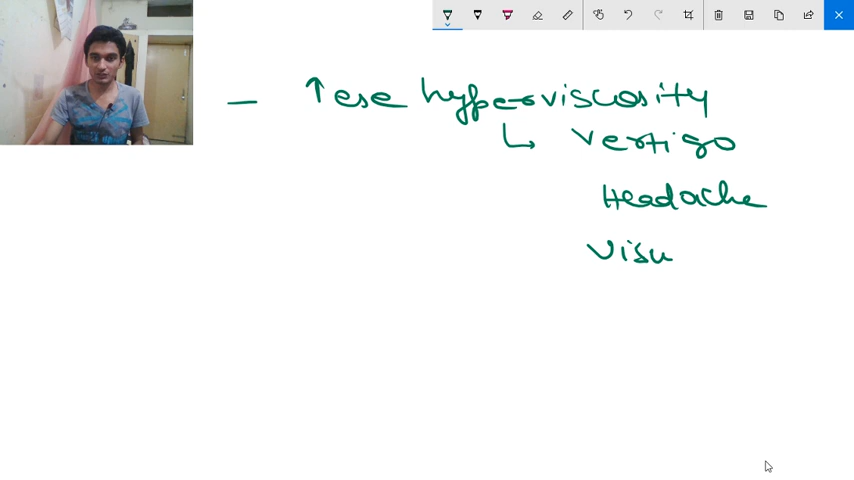 - ↑ese hyperviscosity
↳ Vertigo
Headache
Visu